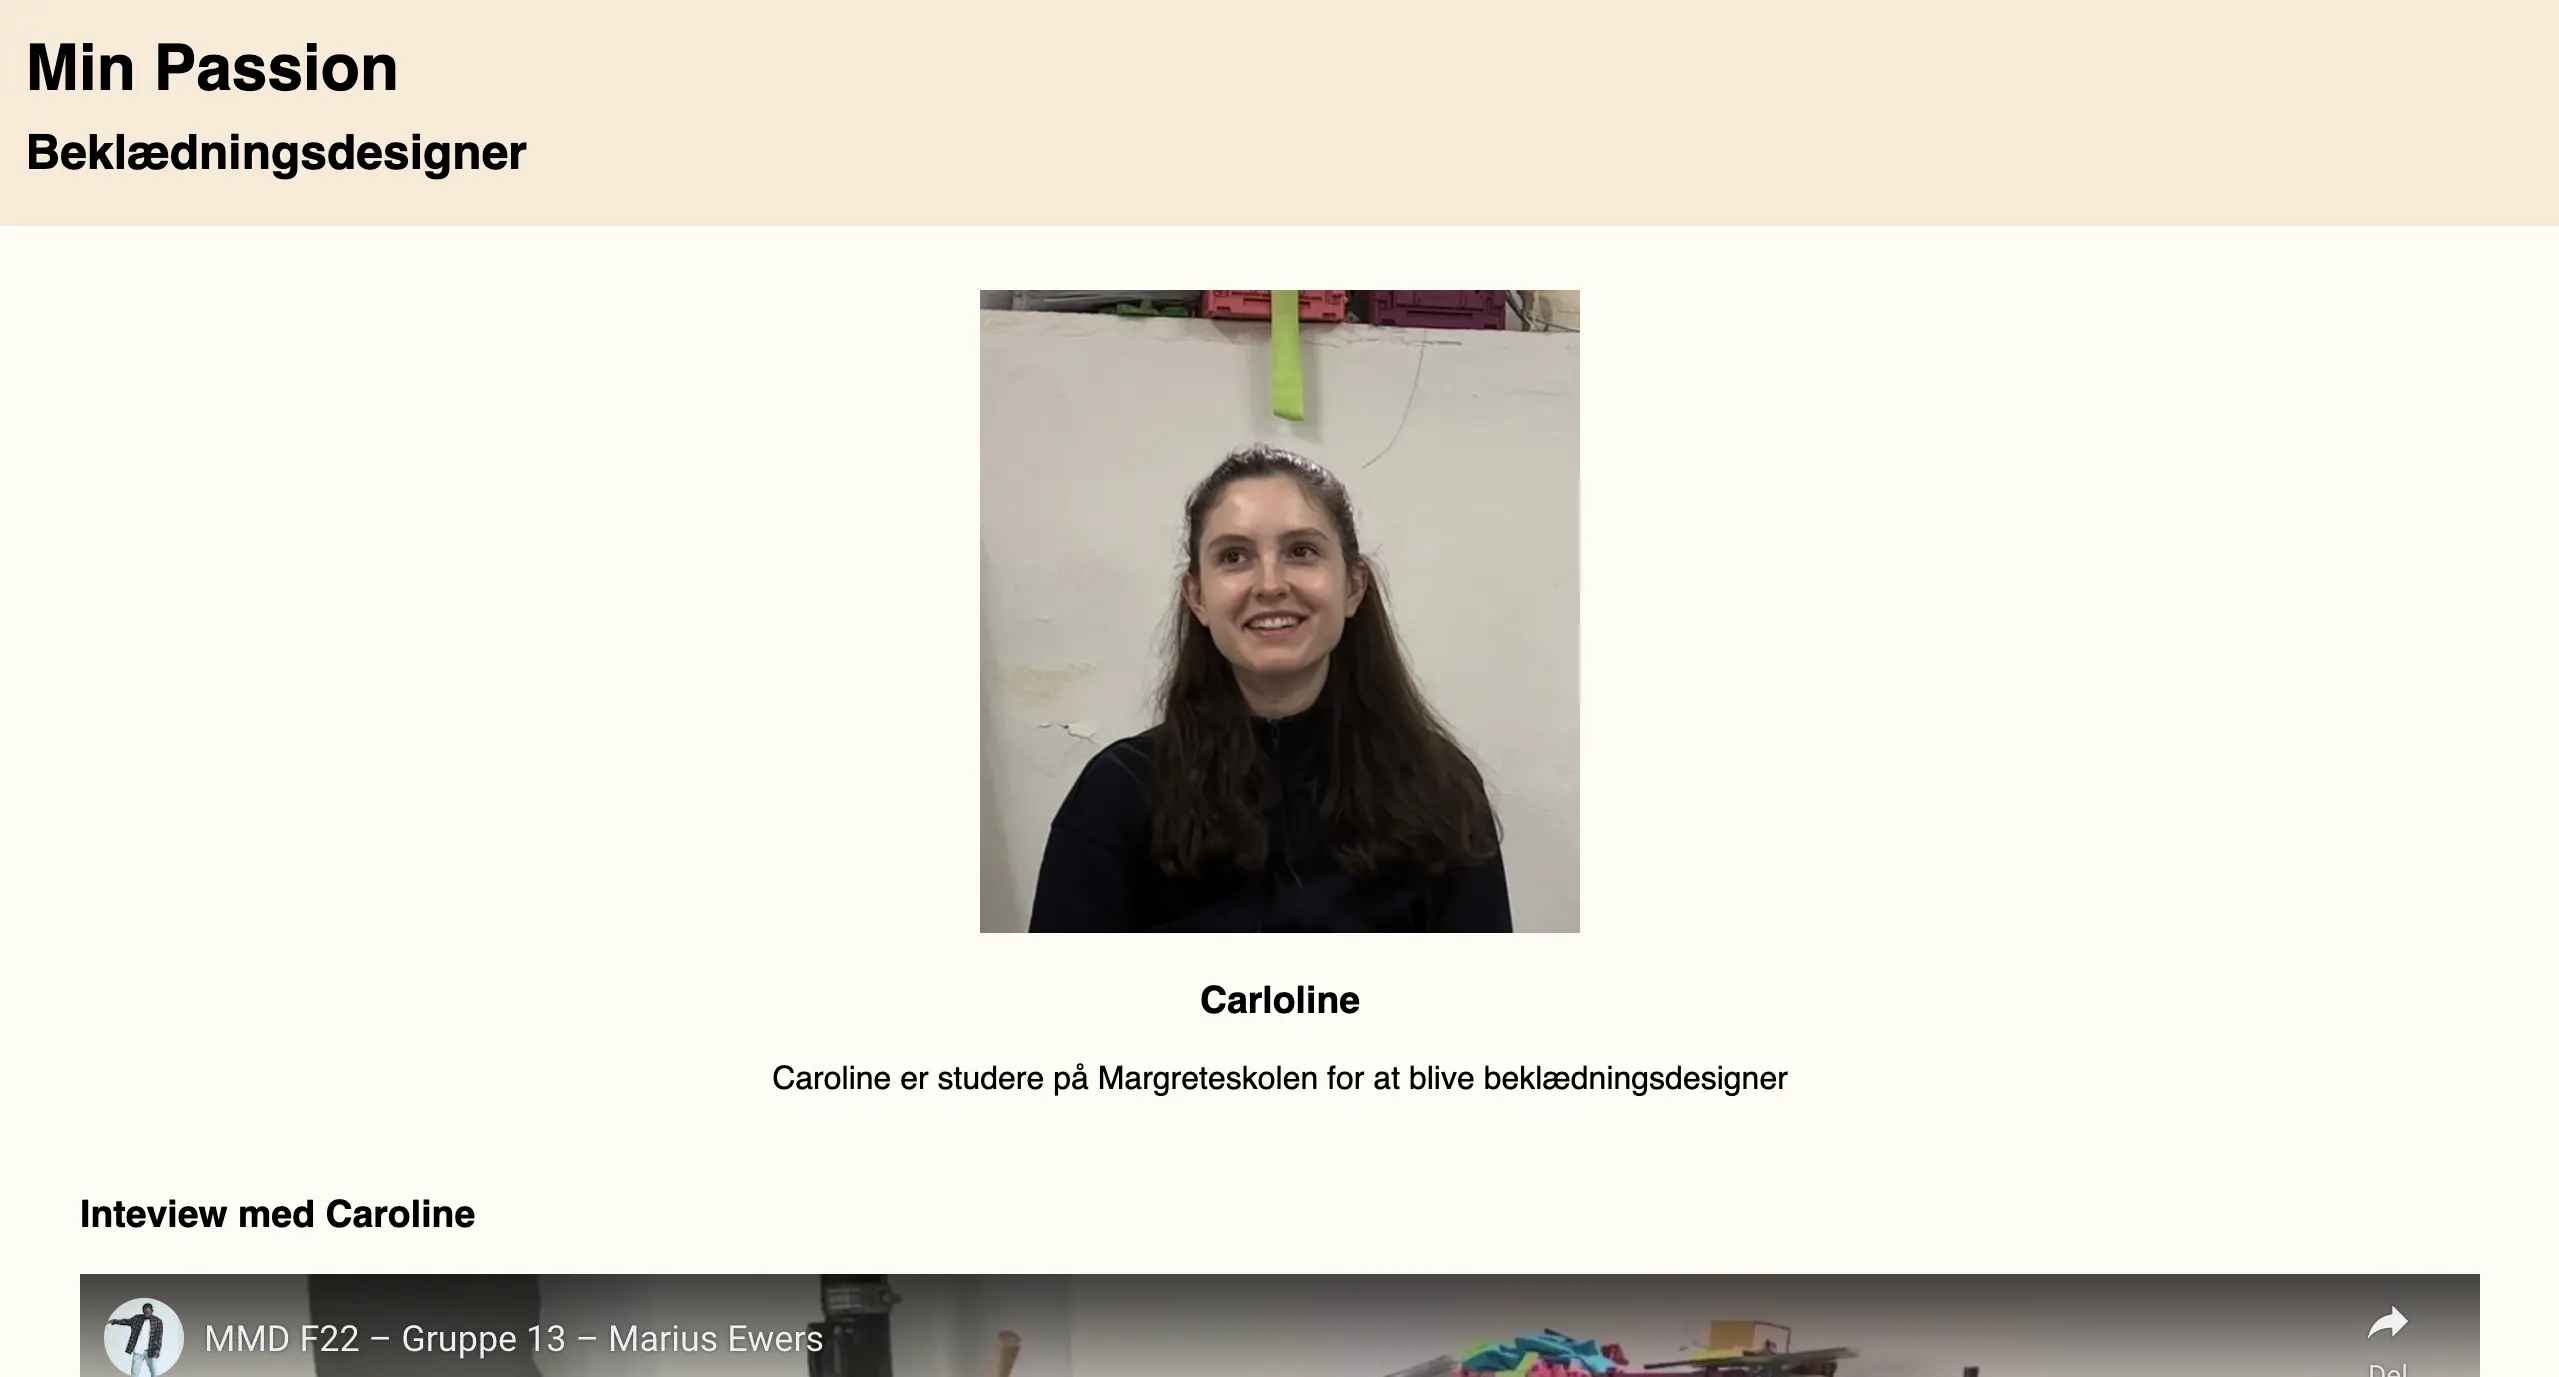 Min Passion
Beklædningsdesigner
Carloline
Caroline er studere på Margreteskolen for at blive beklædningsdesigner
Inteview med Caroline
MMD F22 – Gruppe 13 – Marius Ewers
Del